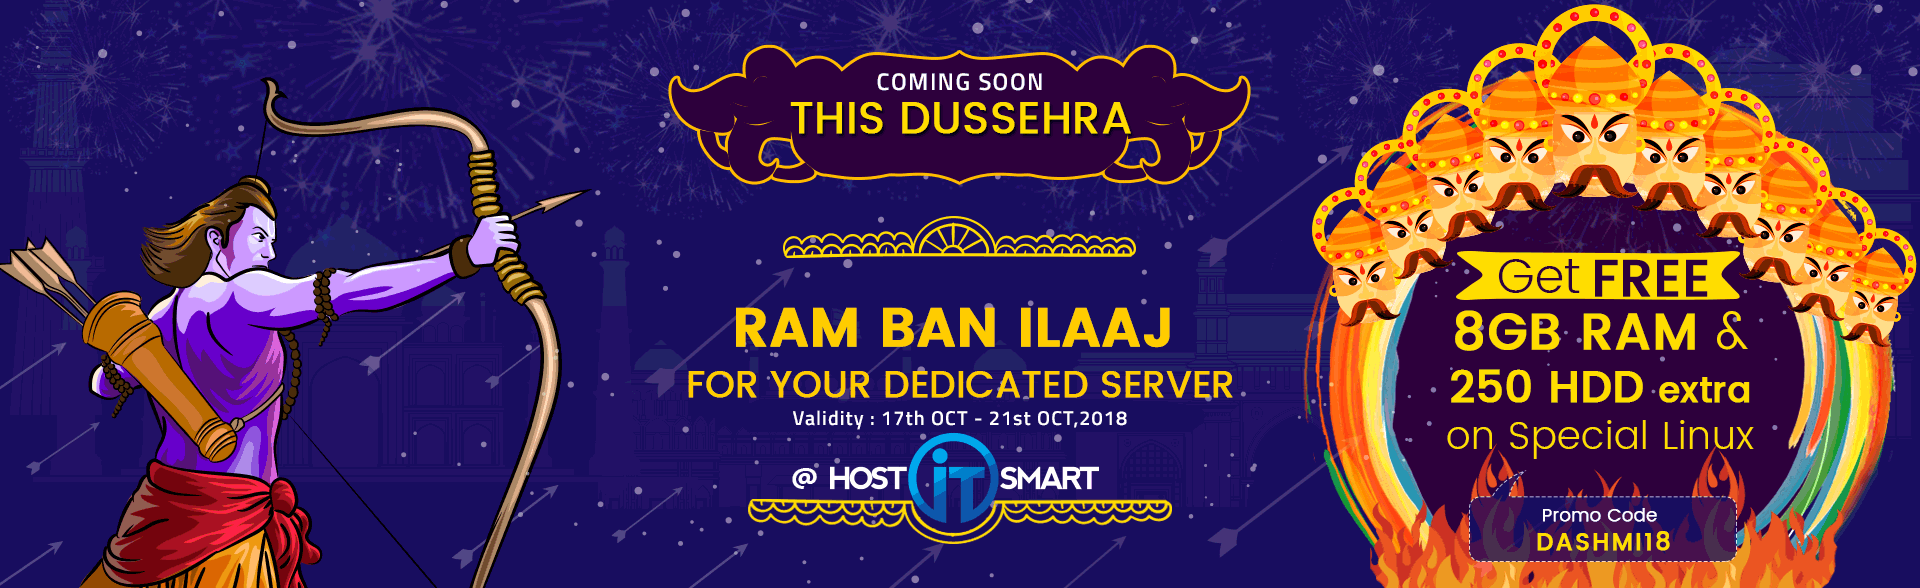 COMING SOON
THIS DUSSEHRA
RAM BAN ILAAJ
FOR YOUR DEDICATED SERVER
Validity : 17th OCT - 21st OCT,2018
@ HOST iT SMART
Get FREE
8GB RAM &
250 HDD extra
on Special Linux
Promo Code
DASHMI18